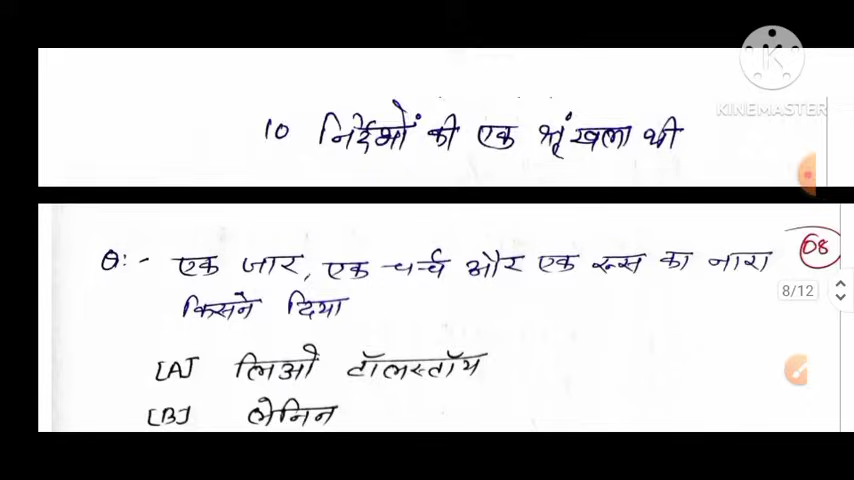 KINEMASTER
10 निर्देशों की एक श्रृंखला थी
08
Q:- एक जार, एक चर्च और एक रूस का नारा
8/12
किसने दिया
[A] लिओ टॉलस्टॉय
[B] लेनिन